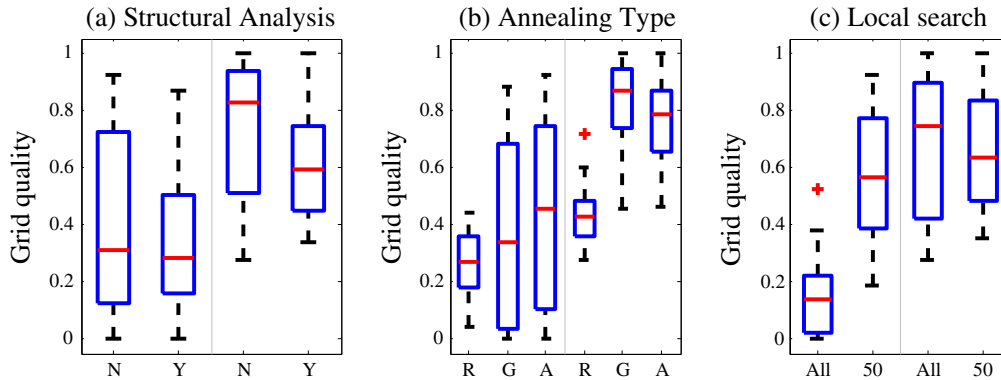 (a) Structural Analysis
Grid quality
1
0.8
0.6
0.4
0.2
0
N Y N Y
(b) Annealing Type
Grid quality
1
0.8
0.6
0.4
0.2
0
R G A R G A
(c) Local search
Grid quality
1
0.8
0.6
0.4
0.2
0
All 50 All 50